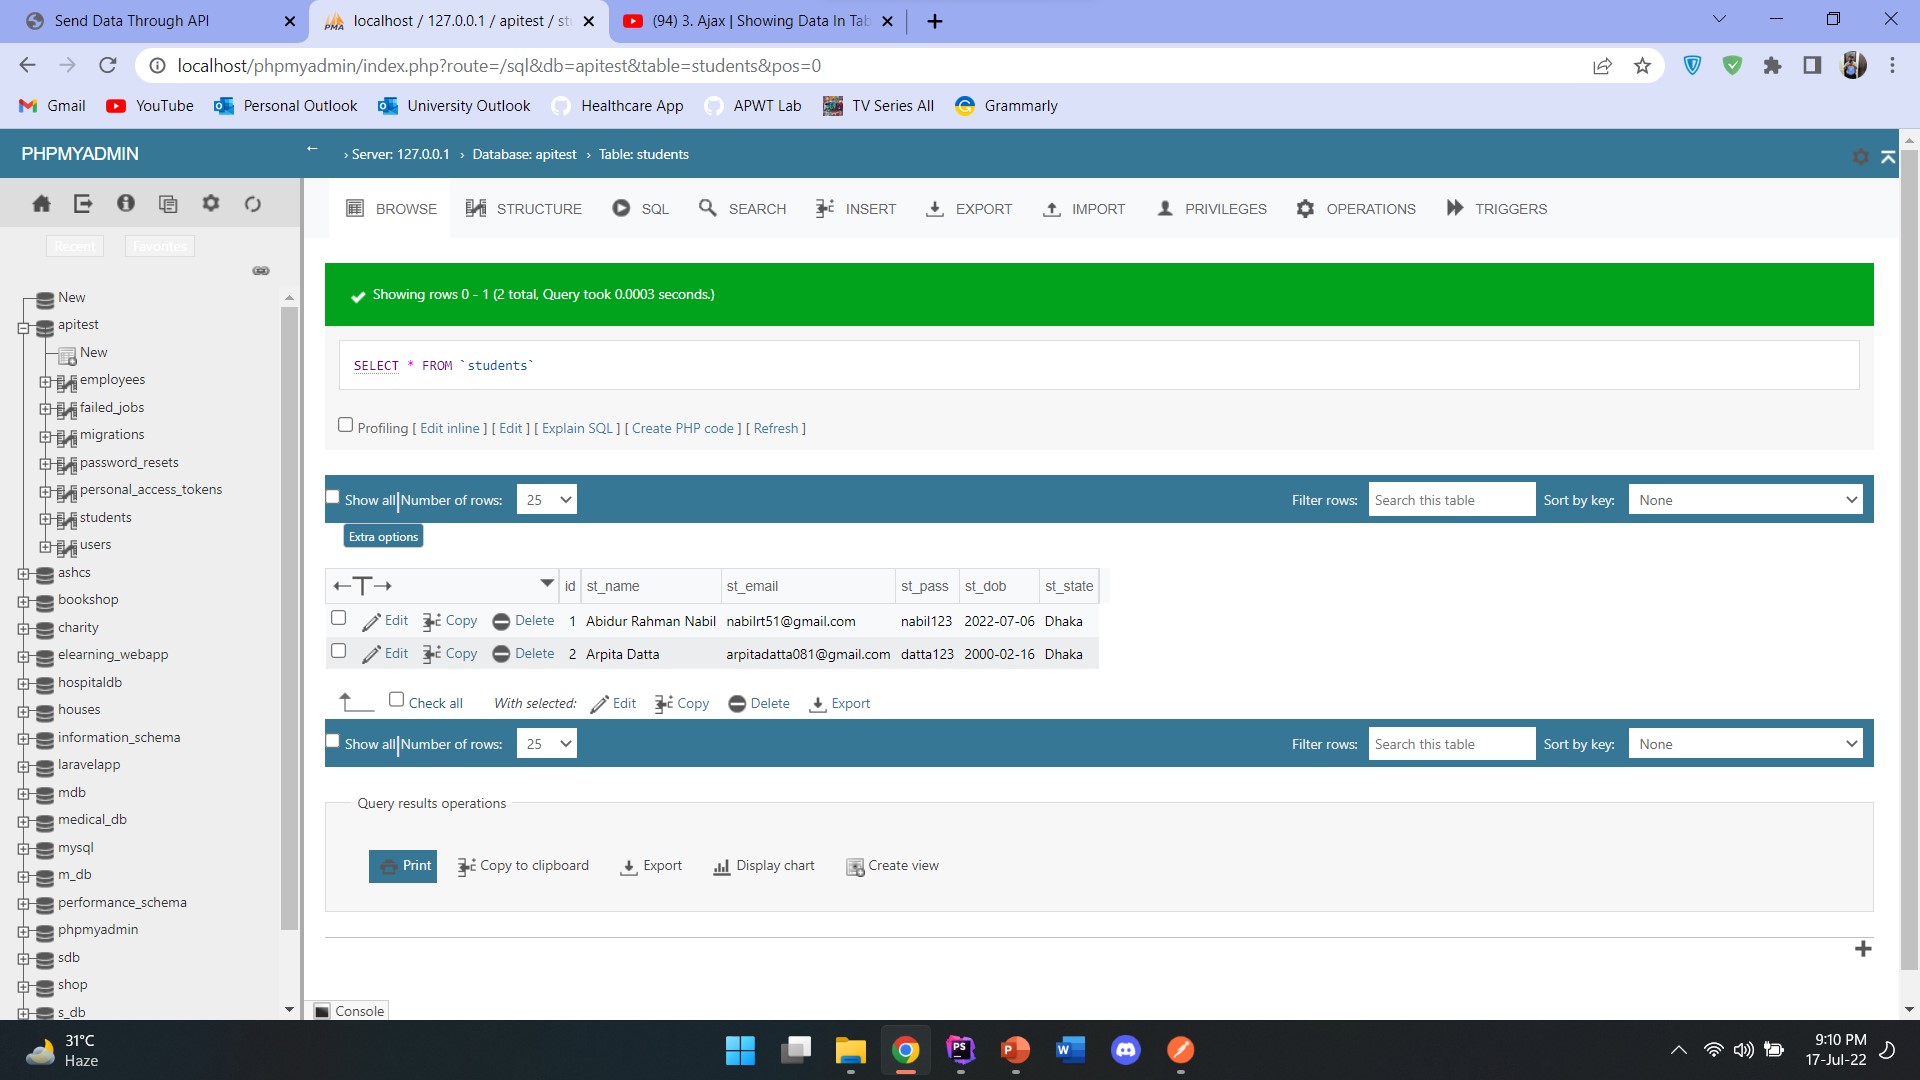 Send Data Through API
localhost / 127.0.0.1 / apitest / st
(94) 3. Ajax | Showing Data In Tab
localhost/phpmyadmin/index.php?route=/sql&db=apitest&table=students&pos=0
Gmail YouTube Personal Outlook University Outlook Healthcare App APWT Lab TV Series All Grammarly
PHPMYADMIN
← › Server: 127.0.0.1 › Database: apitest › Table: students
Recent Favorites
New
apitest
New
employees
failed_jobs
migrations
password_resets
personal_access_tokens
students
users
ashcs
bookshop
charity
elearning_webapp
hospitaldb
houses
information_schema
laravelapp
mdb
medical_db
mysql
m_db
performance_schema
phpmyadmin
sdb
shop
s_db
BROWSE STRUCTURE SQL SEARCH INSERT EXPORT IMPORT PRIVILEGES OPERATIONS TRIGGERS
Showing rows 0 - 1 (2 total, Query took 0.0003 seconds.)
SELECT * FROM `students`
Profiling [ Edit inline ] [ Edit ] [ Explain SQL ] [ Create PHP code ] [ Refresh ]
Show all Number of rows: 25 Filter rows: Search this table Sort by key: None
Extra options
←T→ id st_name st_email st_pass st_dob st_state
Edit Copy Delete 1 Abidur Rahman Nabil nabilrt51@gmail.com nabil123 2022-07-06 Dhaka
Edit Copy Delete 2 Arpita Datta arpitadatta081@gmail.com datta123 2000-02-16 Dhaka
Check all With selected: Edit Copy Delete Export
Show all Number of rows: 25 Filter rows: Search this table Sort by key: None
Query results operations
Print Copy to clipboard Export Display chart Create view
Console
31°C
Haze
9:10 PM
17-Jul-22